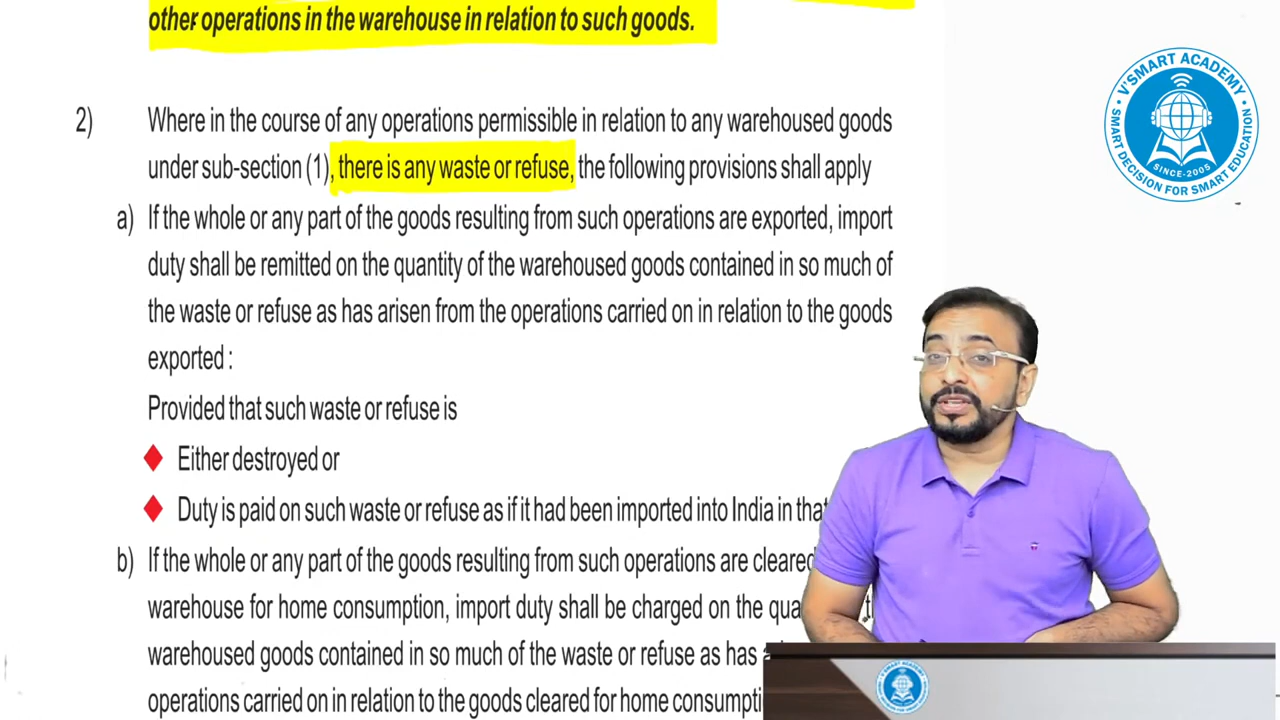 other operations in the warehouse in relation to such goods.
2) Where in the course of any operations permissible in relation to any warehoused goods
under sub-section (1), there is any waste or refuse, the following provisions shall apply
a) If the whole or any part of the goods resulting from such operations are exported, import
duty shall be remitted on the quantity of the warehoused goods contained in so much of
the waste or refuse as has arisen from the operations carried on in relation to the goods
exported :
Provided that such waste or refuse is
Either destroyed or
Duty is paid on such waste or refuse as if it had been imported into India in that
b) If the whole or any part of the goods resulting from such operations are cleared
warehouse for home consumption, import duty shall be charged on the
warehoused goods contained in so much of the waste or refuse as has
operations carried on in relation to the goods cleared for home
V'SMART ACADEMY
SINCE-2005
SMART DECISION FOR SMART EDUCATION
V'SMART ACADEMY